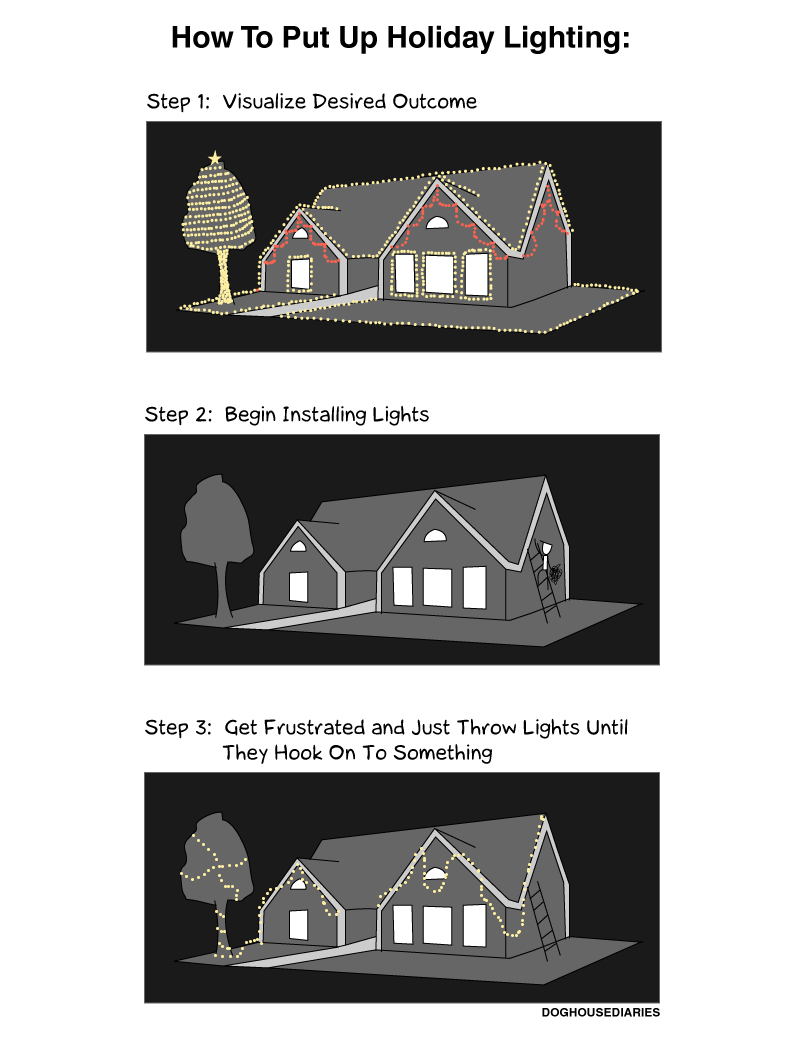 How To Put Up Holiday Lighting:
Step 1: Visualize Desired Outcome
Step 2: Begin Installing Lights
Step 3: Get Frustrated and Just Throw Lights Until
They Hook On To Something
DOGHOUSEDIARIES